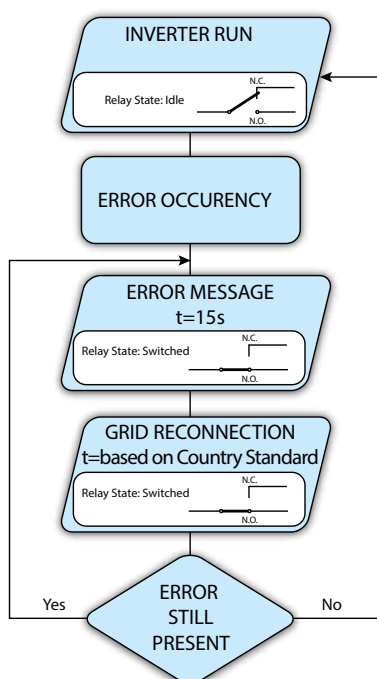 INVERTER RUN
N.C.
Relay State: Idle
N.O.
ERROR OCCURENCY
ERROR MESSAGE
t=15s
N.C.
Relay State: Switched
N.O.
GRID RECONNECTION
t=based on Country Standard
N.C.
Relay State: Switched
N.O.
Yes
ERROR
STILL
PRESENT
No